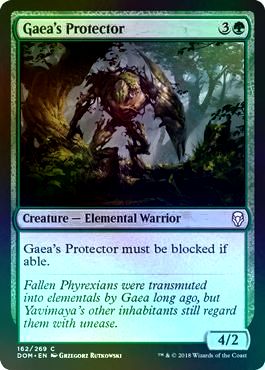 Gaea's Protector 3
Creature — Elemental Warrior
Gaea's Protector must be blocked if
able.
Fallen Phyrexians were transmuted
into elementals by Gaea long ago, but
Yavimaya's other inhabitants still regard
them with unease.
4/2
162/269 C
DOM • EN GRZEGORZ RUTKOWSKI ™ & © 2018 Wizards of the Coast